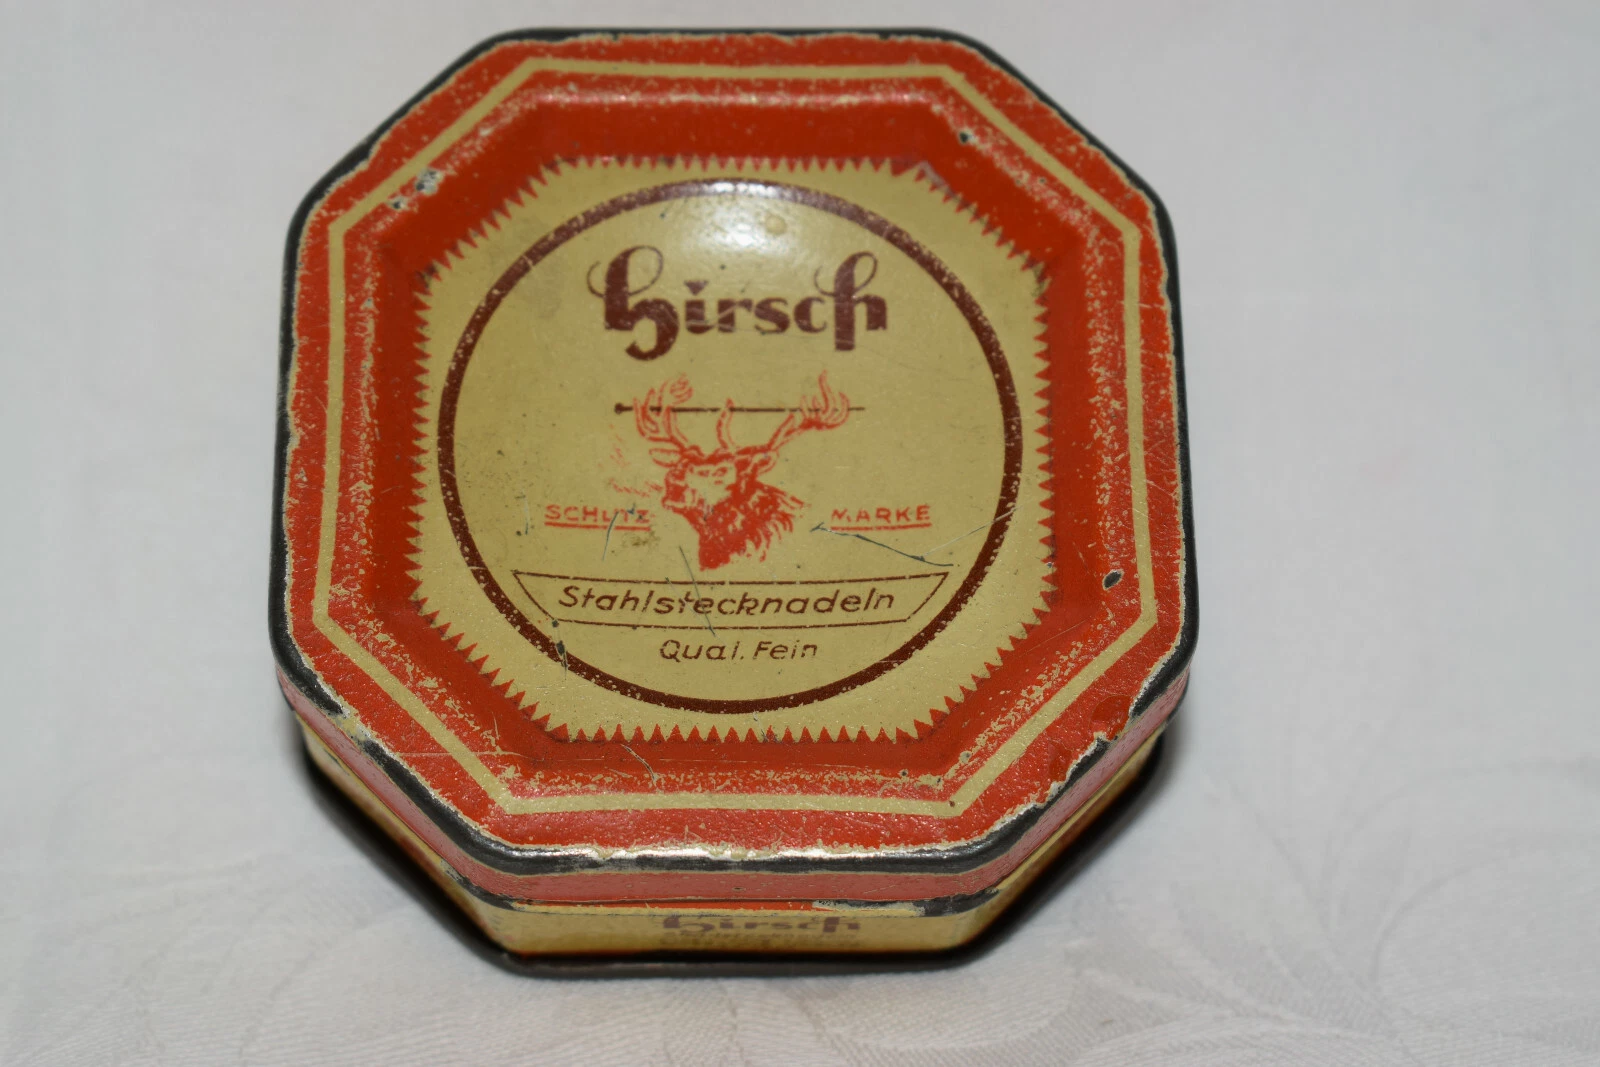 Hirsch
SCHUTZ MARKE
Stahlstecknadeln
Qual. Fein
Hirsch